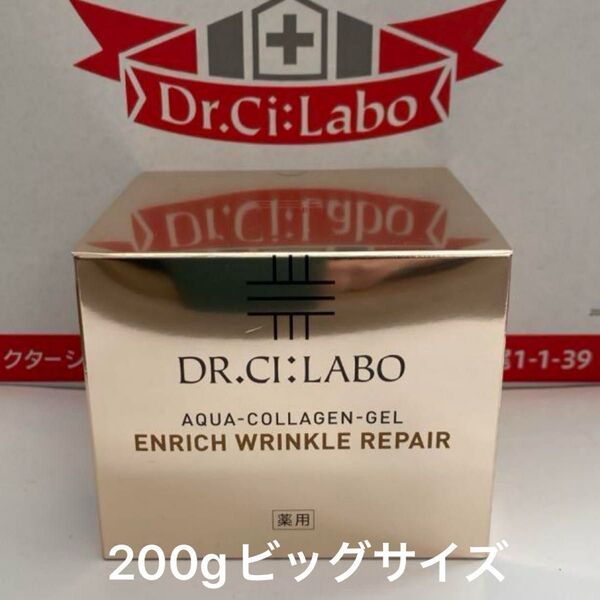 Dr.Ci:Labo
Dr.Ci:Labo
クターシ
1-1-39
DR.CI:LABO
AQUA-COLLAGEN-GEL
ENRICH WRINKLE REPAIR
薬用
200gビッグサイズ